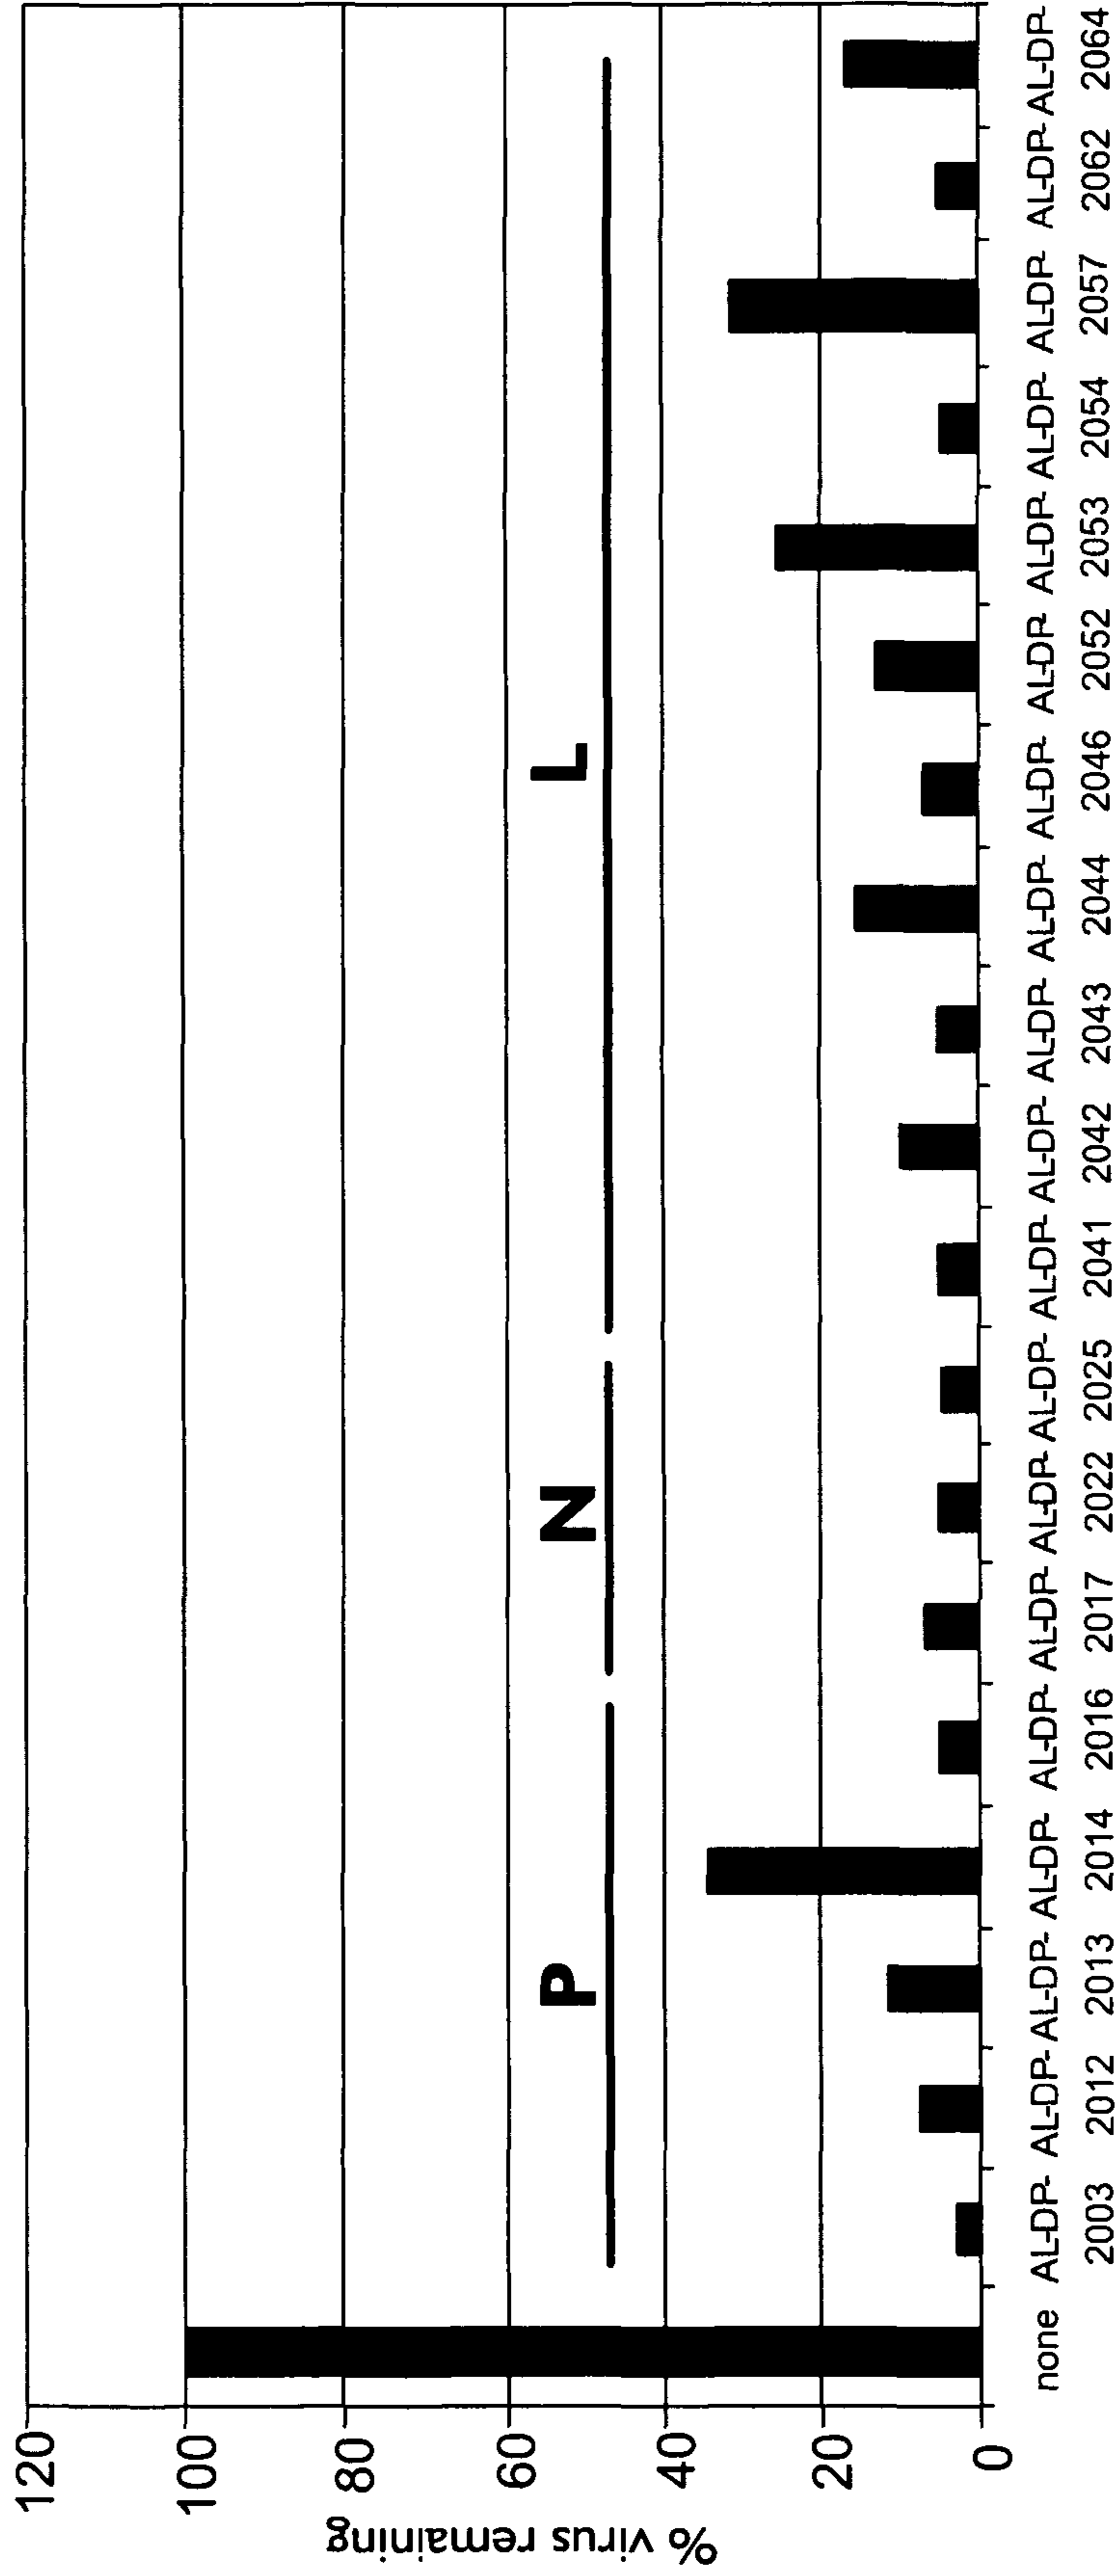 % virus remaining
120
100
80
60
40
20
0
P N L
none AL-DP- AL-DP- AL-DP- AL-DP- AL-DP- AL-DP- AL-DP- AL-DP- AL-DP- AL-DP- AL-DP- AL-DP- AL-DP- AL-DP- AL-DP- AL-DP- AL-DP- AL-DP- AL-DP-
2003 2012 2013 2014 2016 2017 2022 2025 2041 2042 2043 2044 2046 2052 2053 2054 2057 2062 2064